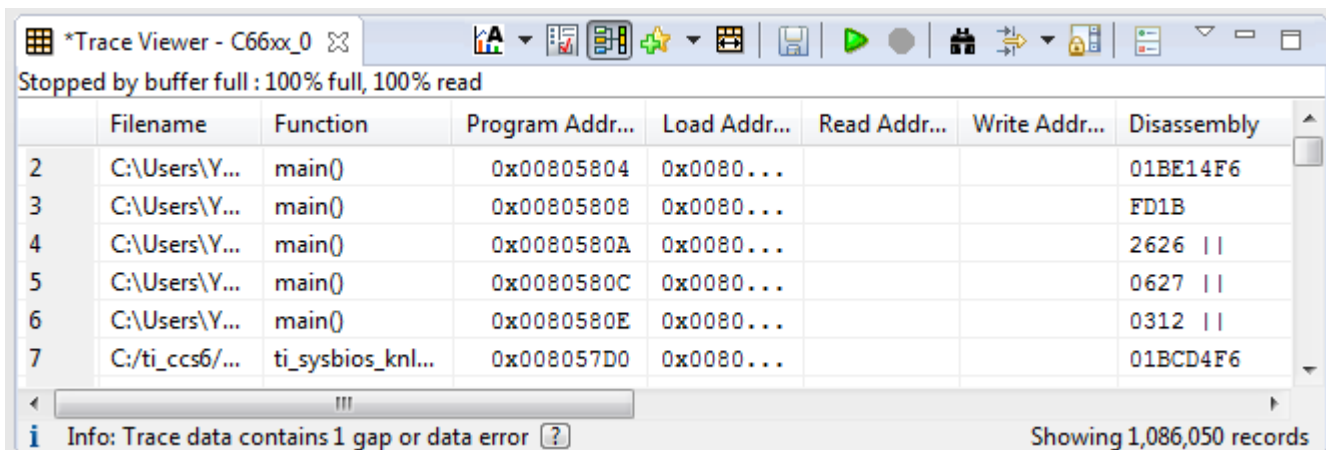 *Trace Viewer - C66xx_0
Stopped by buffer full : 100% full, 100% read
Filename Function Program Addr... Load Addr... Read Addr... Write Addr... Disassembly
2 C:\Users\Y... main() 0x00805804 0x0080... 01BE14F6
3 C:\Users\Y... main() 0x00805808 0x0080... FD1B
4 C:\Users\Y... main() 0x0080580A 0x0080... 2626 ||
5 C:\Users\Y... main() 0x0080580C 0x0080... 0627 ||
6 C:\Users\Y... main() 0x0080580E 0x0080... 0312 ||
7 C:/ti_ccs6/... ti_sysbios_knl... 0x008057D0 0x0080... 01BCD4F6
i Info: Trace data contains 1 gap or data error ? Showing 1,086,050 records